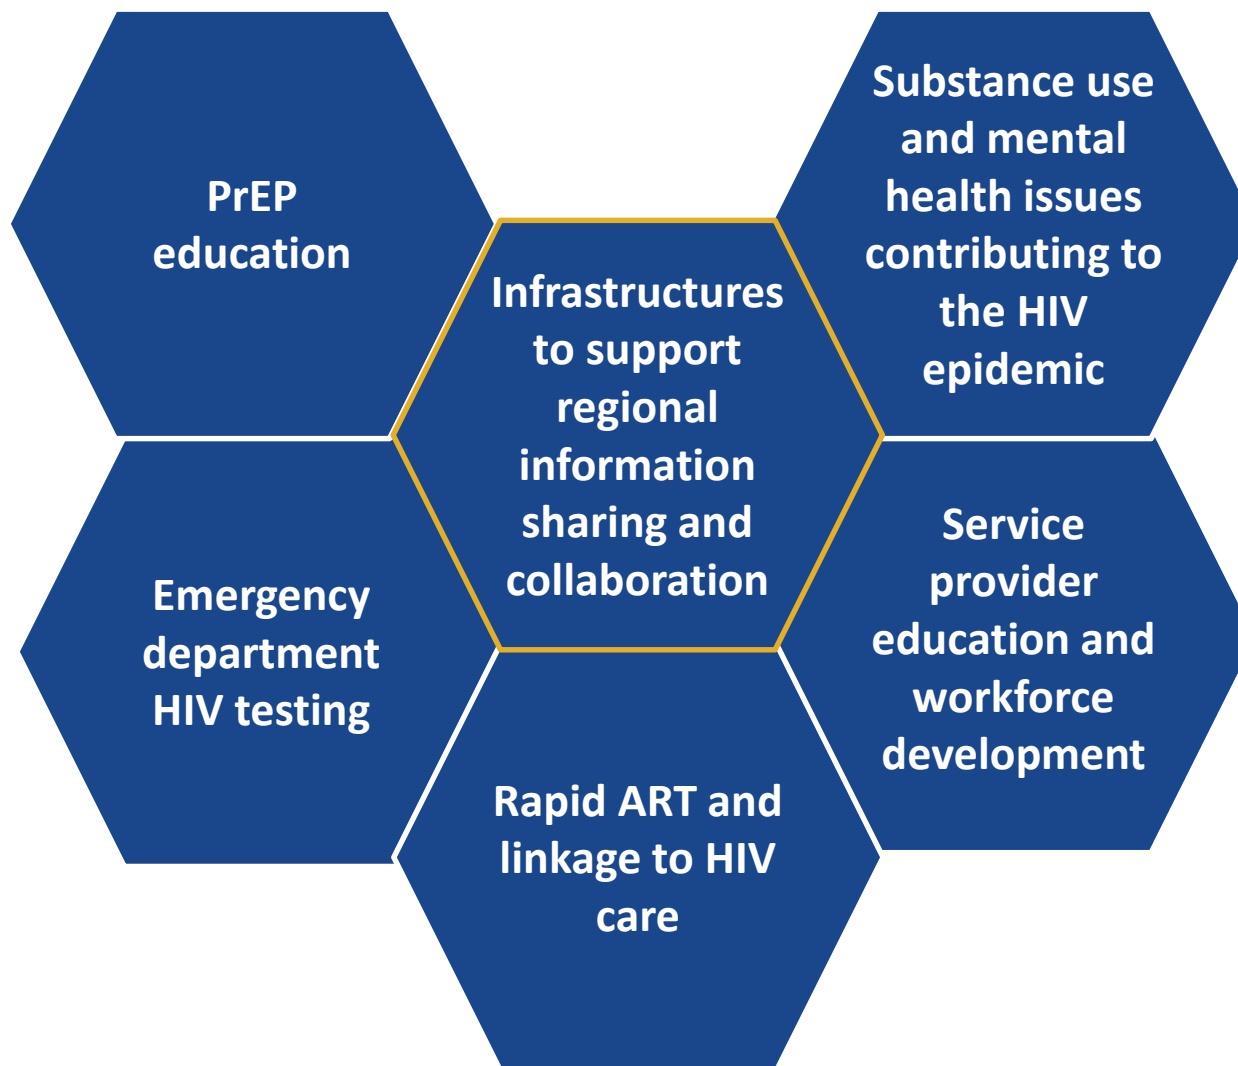 PrEP
education
Substance use
and mental
health issues
contributing to
the HIV
epidemic
Infrastructures
to support
regional
information
sharing and
collaboration
Emergency
department
HIV testing
Service
provider
education and
workforce
development
Rapid ART and
linkage to HIV
care